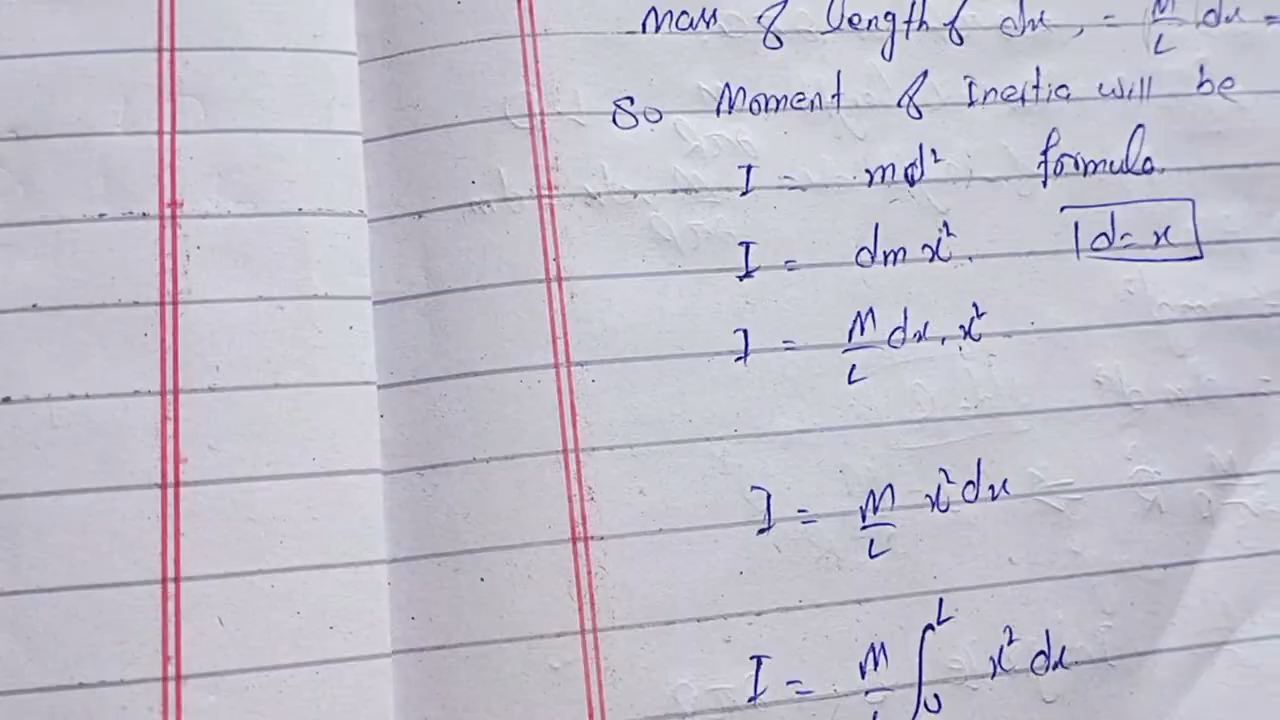 Mass of length of dx, = M/L dx =
So Moment of Inertia will be
I = md² formula.
I = dm x². d = x
I = M/L dx . x²
I = M/L x² dx
I = M/L ∫₀ᴸ x² dx